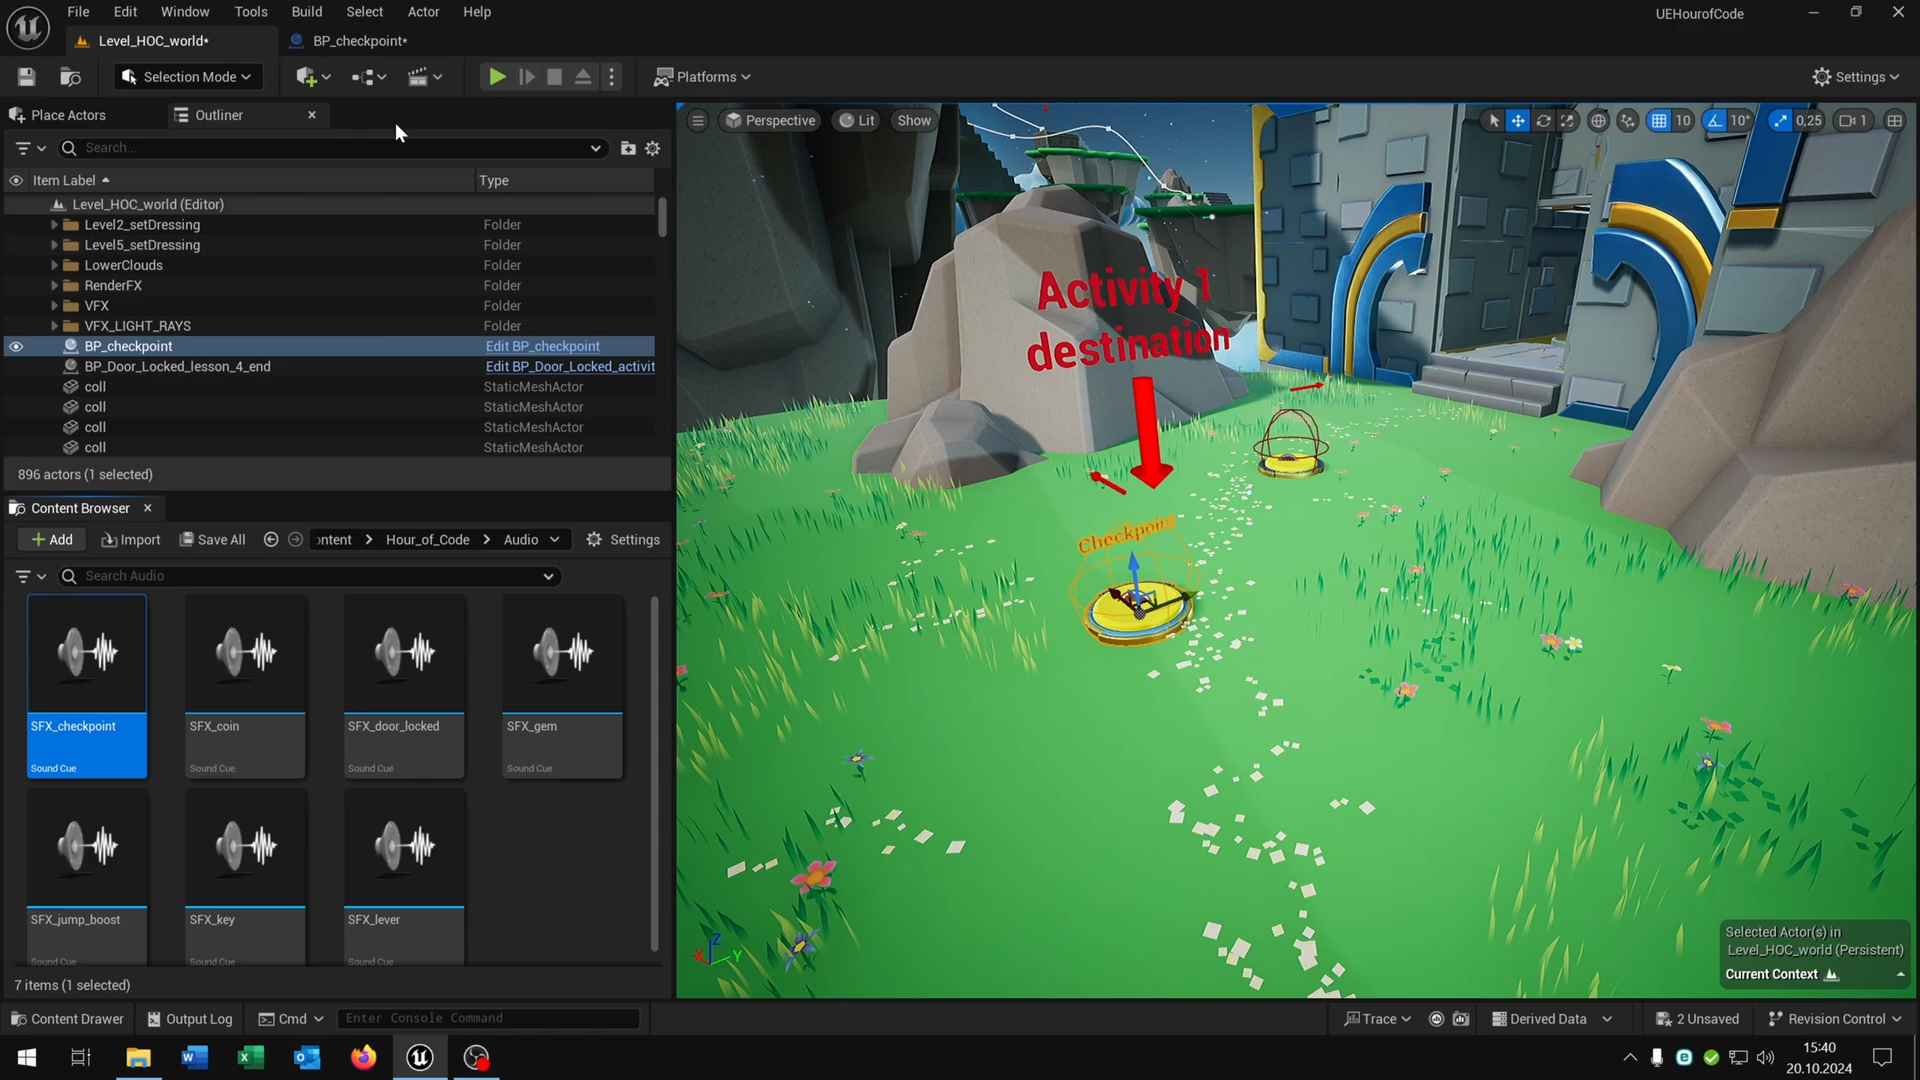 File Edit Window Tools Build Select Actor Help
UEHourofCode
Level_HOC_world*
BP_checkpoint*
Selection Mode
Platforms
Settings
Place Actors
Outliner
Search...
Item Label
Type
Level_HOC_world (Editor)
Level2_setDressing Folder
Level5_setDressing Folder
LowerClouds Folder
RenderFX Folder
VFX Folder
VFX_LIGHT_RAYS Folder
BP_checkpoint Edit BP_checkpoint
BP_Door_Locked_lesson_4_end Edit BP_Door_Locked_activit
coll StaticMeshActor
coll StaticMeshActor
coll StaticMeshActor
coll StaticMeshActor
896 actors (1 selected)
Perspective
Lit
Show
10
10°
0,25
1
Activity 1
destination
Checkpoint
Content Browser
Add
Import
Save All
ontent
Hour_of_Code
Audio
Settings
Search Audio
SFX_checkpoint
Sound Cue
SFX_coin
Sound Cue
SFX_door_locked
Sound Cue
SFX_gem
Sound Cue
SFX_jump_boost
Sound Cue
SFX_key
Sound Cue
SFX_lever
Sound Cue
7 items (1 selected)
Z
X
Y
Selected Actor(s) in
Level_HOC_world (Persistent)
Current Context
Content Drawer
Output Log
Cmd
Enter Console Command
Trace
Derived Data
2 Unsaved
Revision Control
15:40
20.10.2024